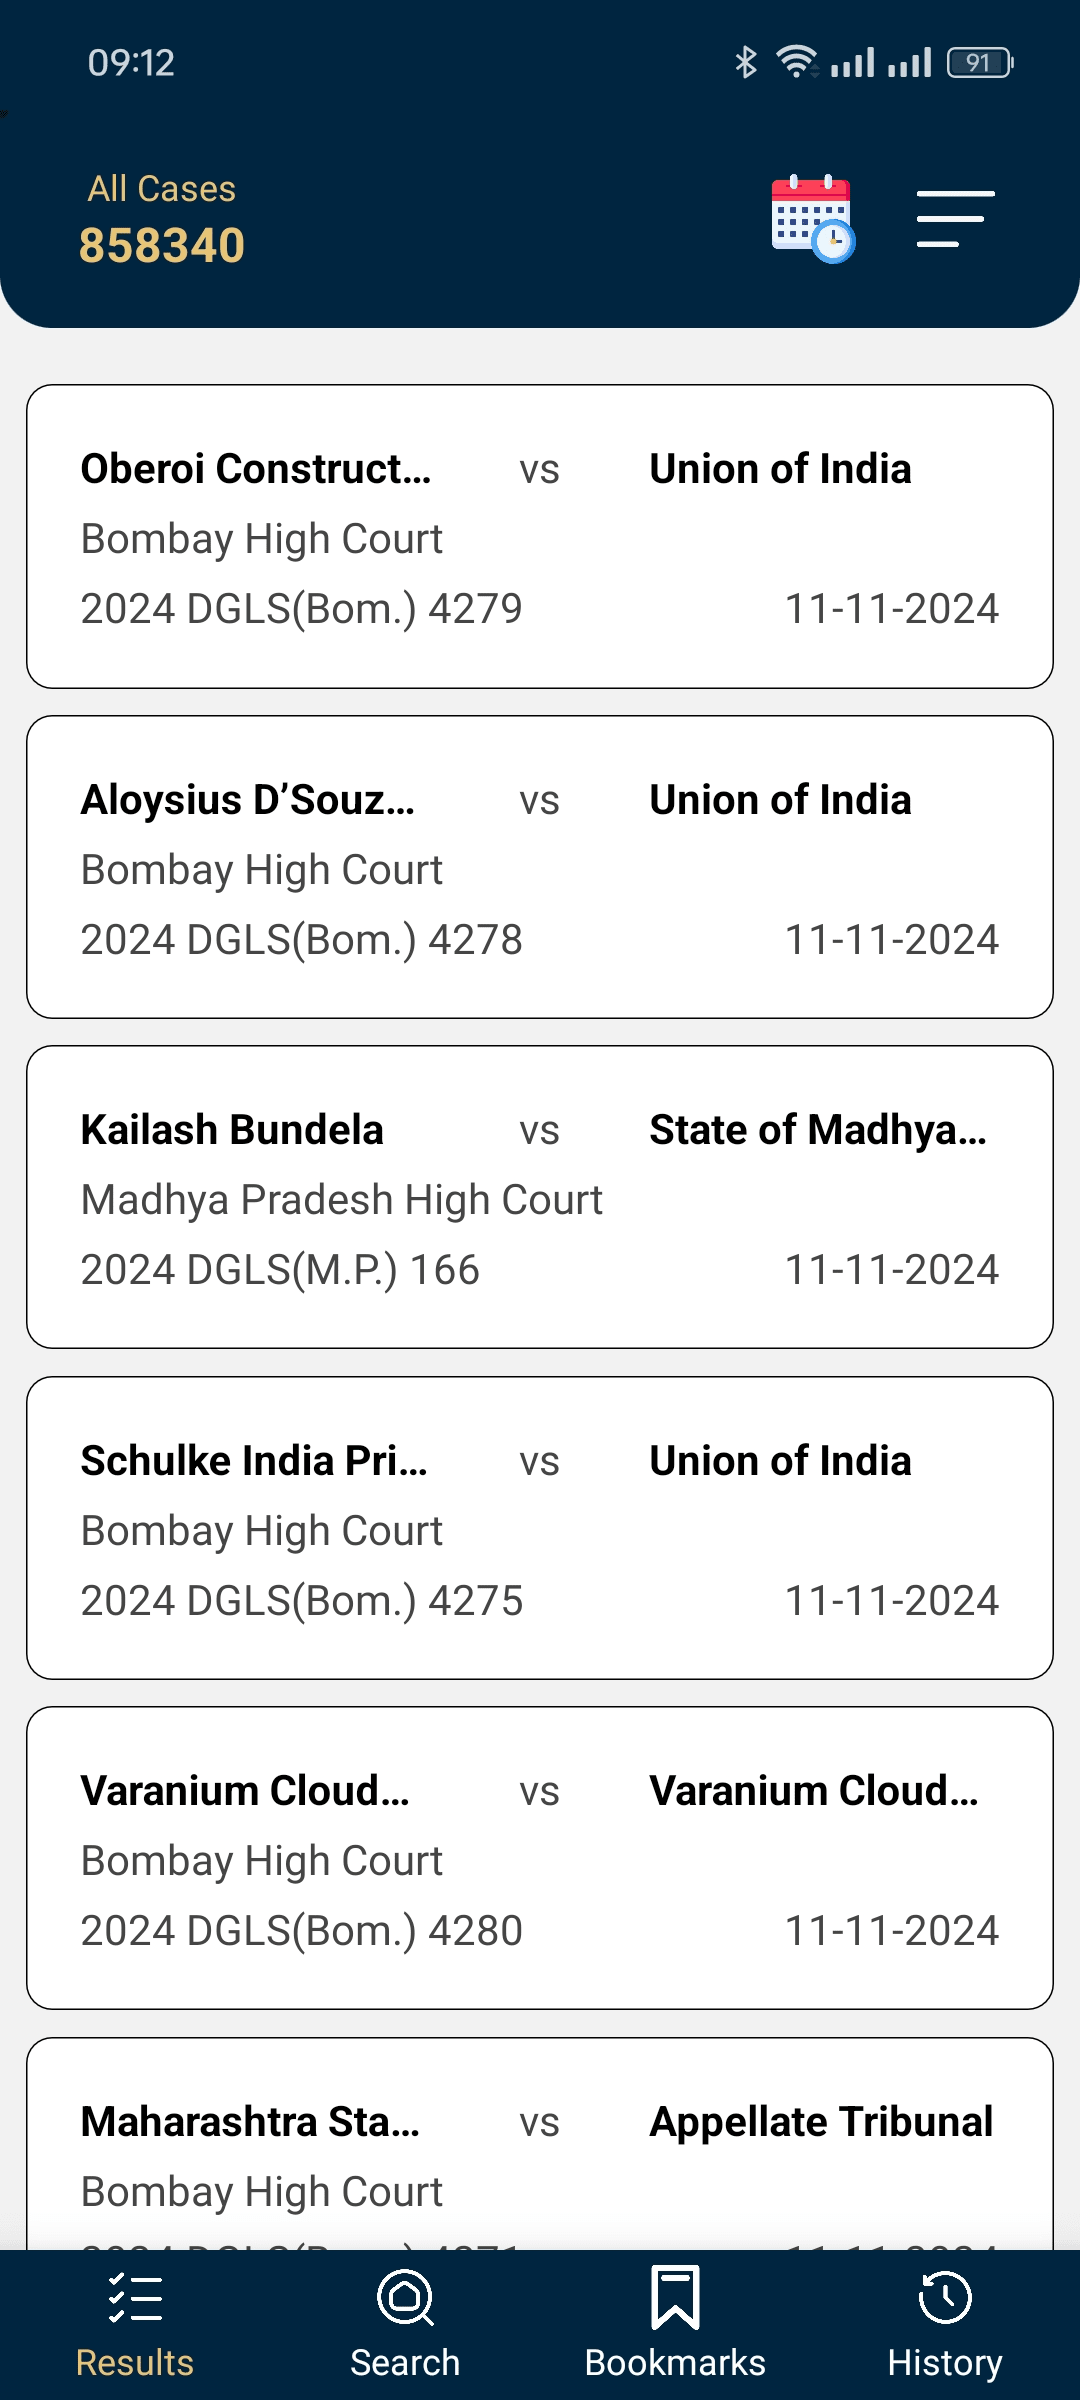 09:12
91
All Cases
858340
Oberoi Construct... vs Union of India
Bombay High Court
2024 DGLS(Bom.) 4279 11-11-2024
Aloysius D’Souz... vs Union of India
Bombay High Court
2024 DGLS(Bom.) 4278 11-11-2024
Kailash Bundela vs State of Madhya...
Madhya Pradesh High Court
2024 DGLS(M.P.) 166 11-11-2024
Schulke India Pri... vs Union of India
Bombay High Court
2024 DGLS(Bom.) 4275 11-11-2024
Varanium Cloud... vs Varanium Cloud...
Bombay High Court
2024 DGLS(Bom.) 4280 11-11-2024
Maharashtra Sta... vs Appellate Tribunal
Bombay High Court
Results Search Bookmarks History